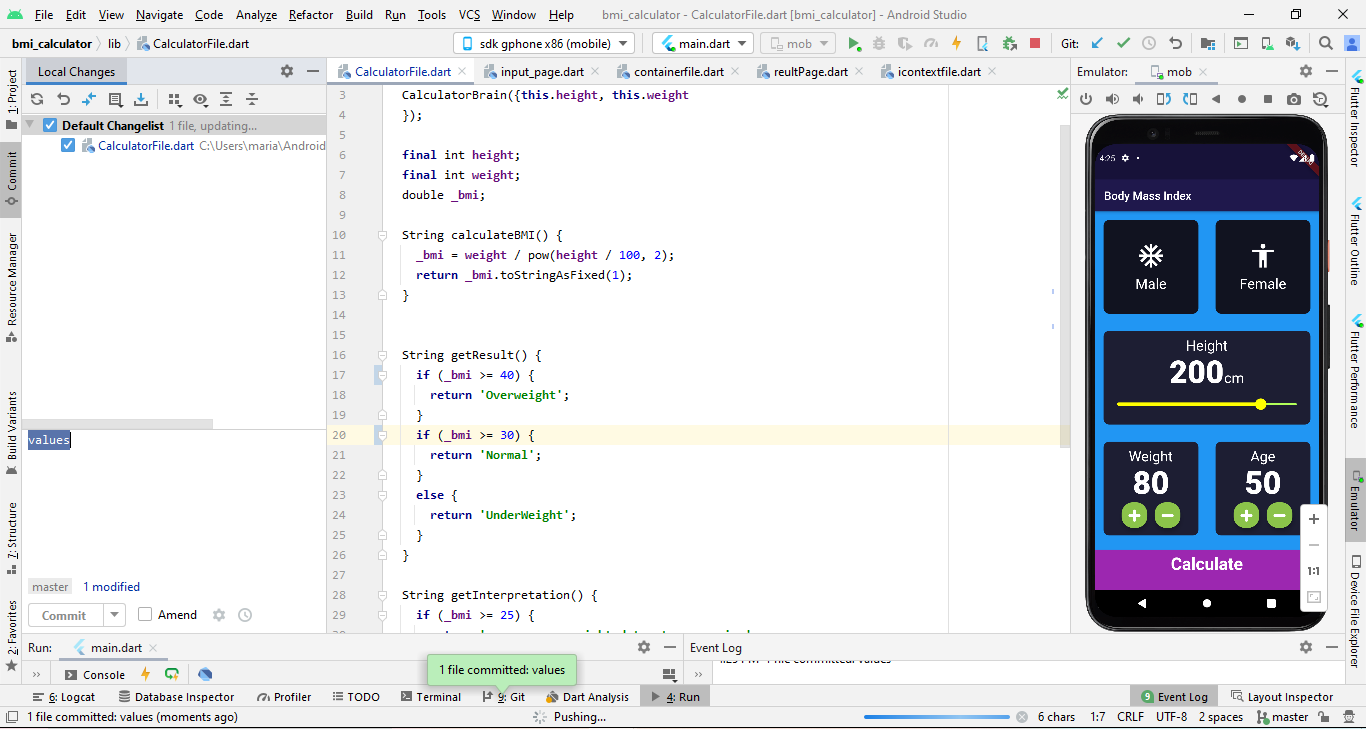 File Edit View Navigate Code Analyze Refactor Build Run Tools VCS Window Help bmi_calculator - CalculatorFile.dart [bmi_calculator] - Android Studio
bmi_calculator lib CalculatorFile.dart sdk gphone x86 (mobile) main.dart mob Git:
Local Changes
CalculatorFile.dart input_page.dart containerfile.dart reultPage.dart icontextfile.dart
Emulator: mob
Default Changelist 1 file, updating...
CalculatorFile.dart C:\Users\maria\Android
values
master 1 modified
Commit Amend
1: Project
Commit
Resource Manager
Build Variants
7: Structure
2: Favorites
3 CalculatorBrain({this.height, this.weight
4 });
5
6 final int height;
7 final int weight;
8 double _bmi;
9
10 String calculateBMI() {
11 _bmi = weight / pow(height / 100, 2);
12 return _bmi.toStringAsFixed(1);
13 }
14
15
16 String getResult() {
17 if (_bmi >= 40) {
18 return 'Overweight';
19 }
20 if (_bmi >= 30) {
21 return 'Normal';
22 }
23 else {
24 return 'UnderWeight';
25 }
26 }
27
28 String getInterpretation() {
29 if (_bmi >= 25) {
4:25
DEBUG
Body Mass Index
Male Female
Height
200cm
Weight Age
80 50
Calculate
1:1
Flutter Inspector
Flutter Outline
Flutter Performance
Emulator
Device File Explorer
Run: main.dart
Event Log
Console
1 file committed: values
6: Logcat Database Inspector Profiler TODO Terminal 9: Git Dart Analysis 4: Run 9 Event Log Layout Inspector
1 file committed: values (moments ago) Pushing... 6 chars 1:7 CRLF UTF-8 2 spaces master